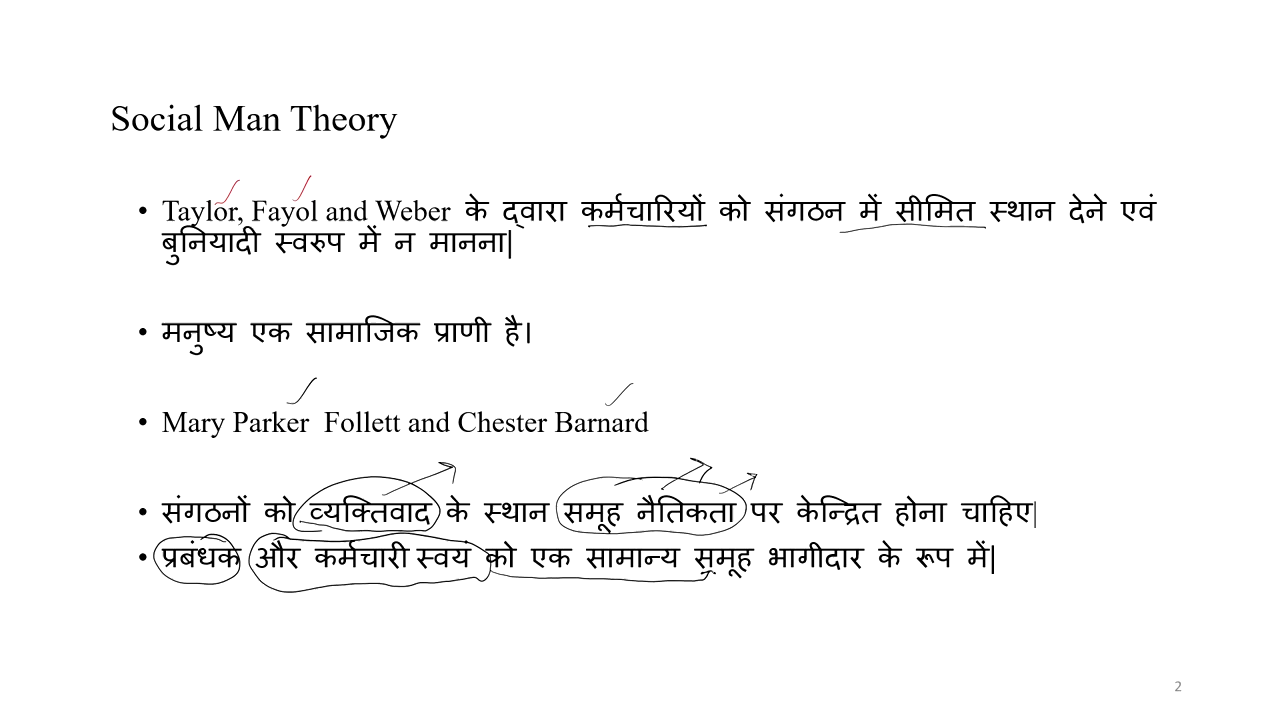 Social Man Theory
• Taylor, Fayol and Weber के द्वारा कर्मचारियों को संगठन में सीमित स्थान देने एवं
बुनियादी स्वरुप में न मानना|
• मनुष्य एक सामाजिक प्राणी है।
• Mary Parker Follett and Chester Barnard
• संगठनों को व्यक्तिवाद के स्थान समूह नैतिकता पर केन्द्रित होना चाहिए|
• प्रबंधक और कर्मचारी स्वयं को एक सामान्य समूह भागीदार के रूप में|
2